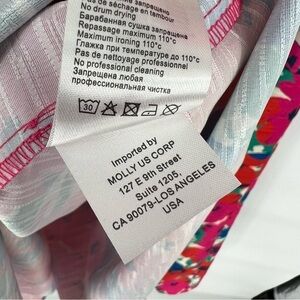 Pas de séchage en tambour
No drum drying
Барабанная сушка запрещена
Repassage maximum 110°c
Maximum ironing 110°C
Глажка при температуре до 110°c
Pas de nettoyage professionnel
No professional cleaning
Запрещена любая
профессиональная чистка
30
Imported by
MOLLY US CORP
127 E 9th Street
Suite 1205,
CA 90079-LOS ANGELES
USA